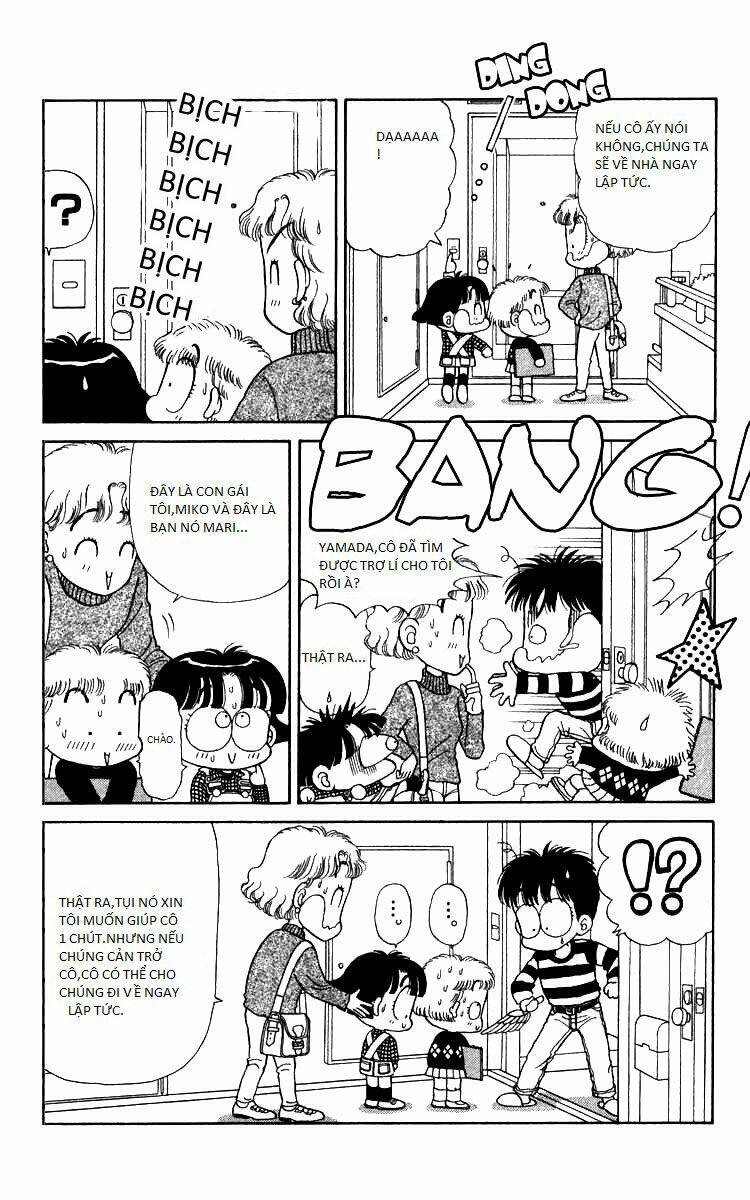 DING
DONG
NẾU CÔ ẤY NÓI
KHÔNG,CHÚNG TA
SẼ VỀ NHÀ NGAY
LẬP TỨC.
DẠAAAAA
!
BỊCH
BỊCH
BỊCH
BỊCH
BỊCH
BỊCH
?
BANG!
YAMADA,CÔ ĐÃ TÌM
ĐƯỢC TRỢ LÍ CHO TÔI
RỒI À?
THẬT RA...
ĐÂY LÀ CON GÁI
TÔI,MIKO VÀ ĐÂY LÀ
BẠN NÓ MARI...
CHÀO.
!?
...
...
THẬT RA,TỤI NÓ XIN
TÔI MUỐN GIÚP CÔ
1 CHÚT.NHƯNG NẾU
CHÚNG CẢN TRỞ
CÔ,CÔ CÓ THỂ CHO
CHÚNG ĐI VỀ NGAY
LẬP TỨC.